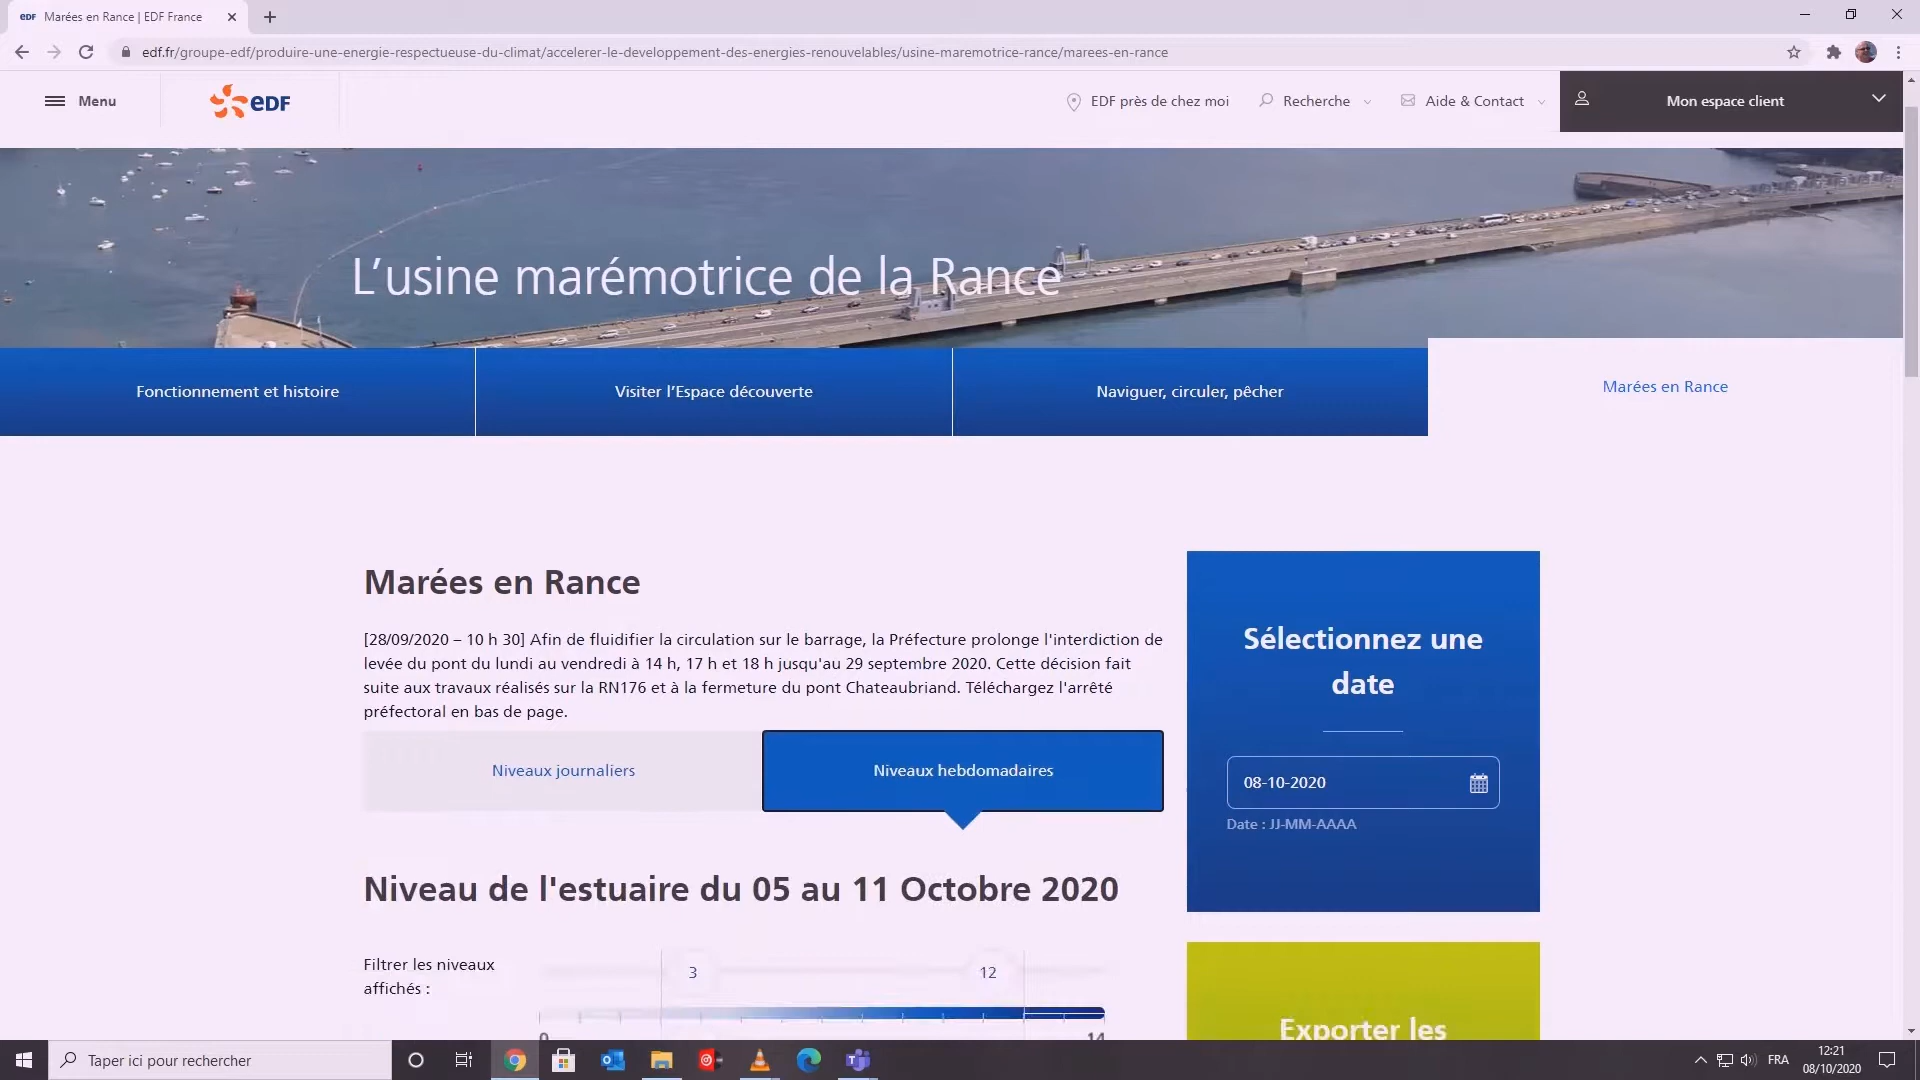 EDF Marées en Rance | EDF France
edf.fr/groupe-edf/produire-une-energie-respectueuse-du-climat/accelerer-le-developpement-des-energies-renouvelables/usine-maremotrice-rance/marees-en-rance
Menu
EDF
EDF près de chez moi
Recherche
Aide & Contact
Mon espace client
L'usine marémotrice de la Rance
Fonctionnement et histoire
Visiter l'Espace découverte
Naviguer, circuler, pêcher
Marées en Rance
Marées en Rance
[28/09/2020 – 10 h 30] Afin de fluidifier la circulation sur le barrage, la Préfecture prolonge l'interdiction de
levée du pont du lundi au vendredi à 14 h, 17 h et 18 h jusqu'au 29 septembre 2020. Cette décision fait
suite aux travaux réalisés sur la RN176 et à la fermeture du pont Chateaubriand. Téléchargez l'arrêté
préfectoral en bas de page.
Niveaux journaliers
Niveaux hebdomadaires
Niveau de l'estuaire du 05 au 11 Octobre 2020
Filtrer les niveaux
affichés :
3
12
0
14
Sélectionnez une
date
08-10-2020
Date : JJ-MM-AAAA
Exporter les
Taper ici pour rechercher
FRA
12:21
08/10/2020